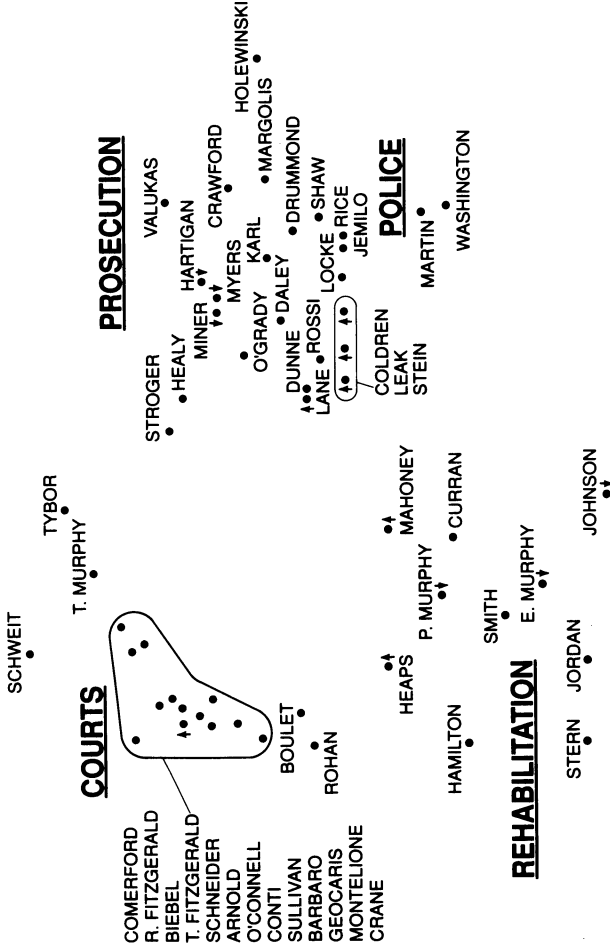 PROSECUTION
HOLEWINSKI
MARGOLIS
VALUKAS
CRAWFORD
HARTIGAN
DRUMMOND
SHAW
MYERS
KARL
RICE
LOCKE
JEMILO
POLICE
MARTIN
WASHINGTON
MINER
DALEY
O'GRADY
ROSSI
DUNNE
LANE
COLDREN
LEAK
STEIN
HEALY
STROGER
TYBOR
T. MURPHY
SCHWEIT
COURTS
COMERFORD
R. FITZGERALD
BIEBEL
T. FITZGERALD
SCHNEIDER
ARNOLD
O'CONNELL
CONTI
SULLIVAN
BARBARO
GEOCARIS
MONTELIONE
CRANE
BOULET
ROHAN
MAHONEY
CURRAN
P. MURPHY
HEAPS
SMITH
E. MURPHY
JOHNSON
HAMILTON
REHABILITATION
JORDAN
STERN